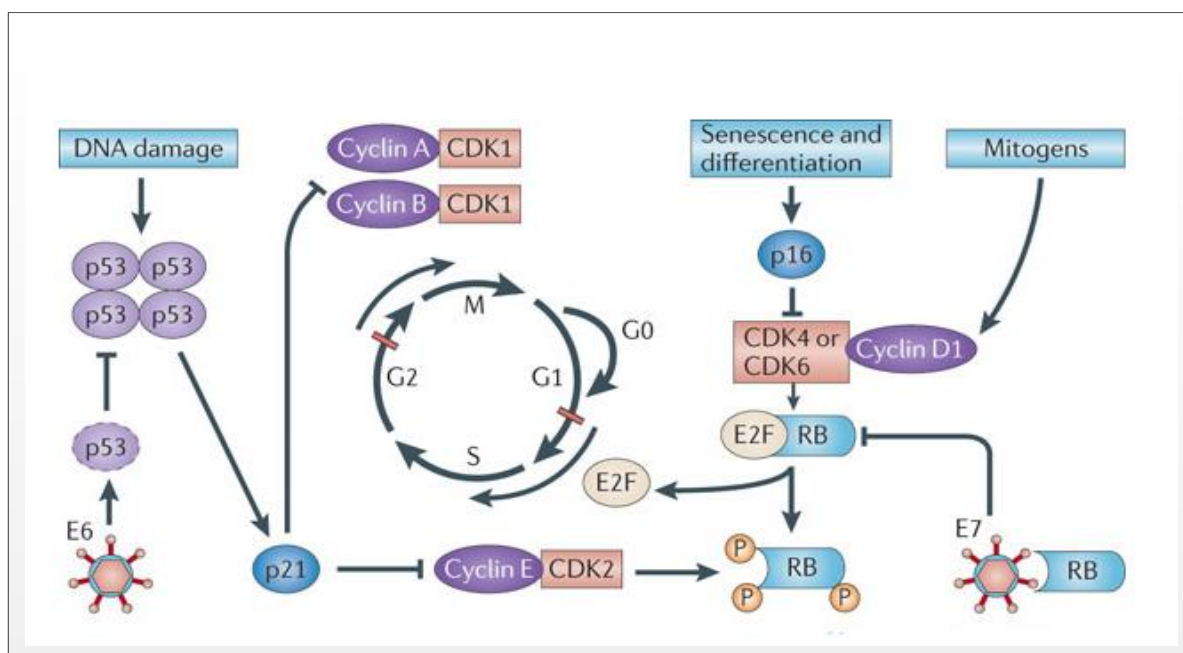 DNA damage
Cyclin A CDK1
Cyclin B CDK1
Senescence and
differentiation
Mitogens
p53 p53
p53 p53
p16
M
G0
G2
G1
S
CDK4 or
CDK6
Cyclin D1
p53
E2F RB
E2F
E6
E7
p21
Cyclin E CDK2
P
RB
P
P
RB